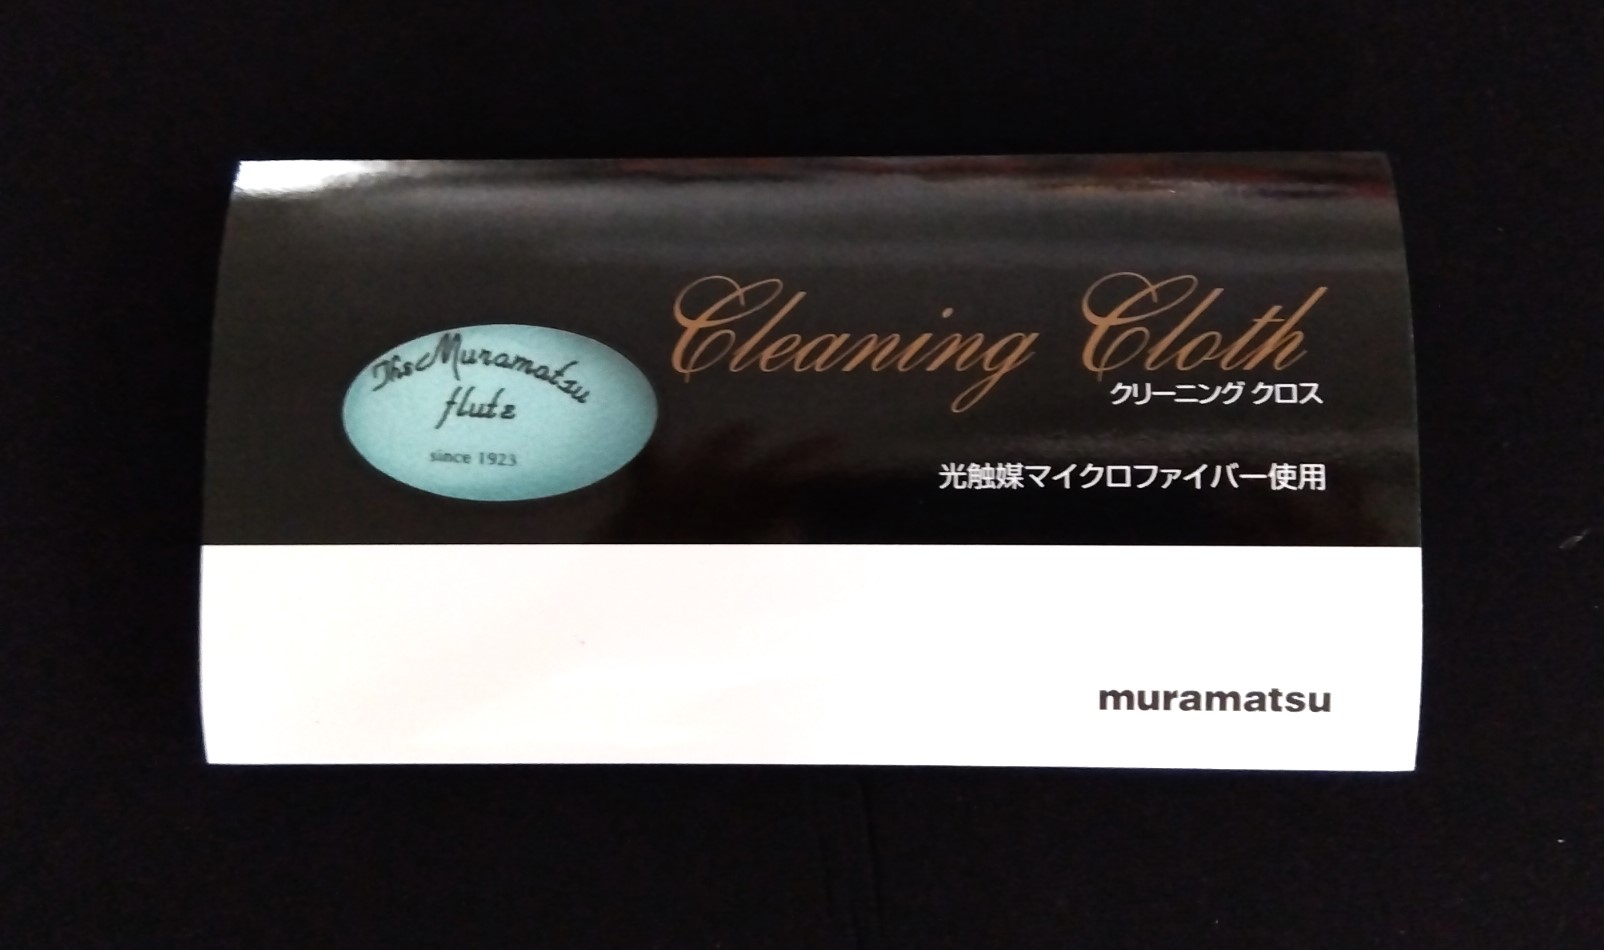 The Muramatsu
flute
since 1923
Cleaning Cloth
クリーニング クロス
光触媒マイクロファイバー使用
muramatsu